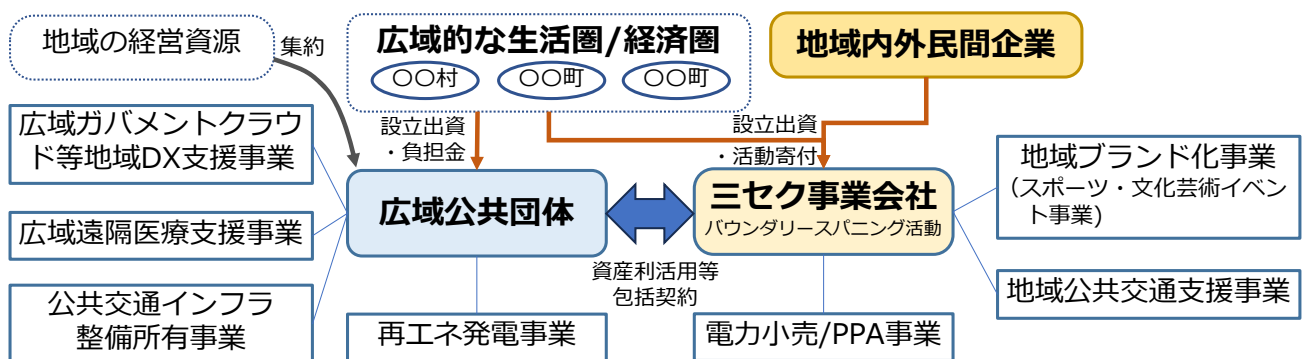 地域の経営資源
集約
広域的な生活圏/経済圏
〇〇村
〇〇町
〇〇町
地域内外民間企業
設立出資
・負担金
設立出資
・活動寄付
広域ガバメントクラウ
ド等地域DX支援事業
広域遠隔医療支援事業
公共交通インフラ
整備所有事業
広域公共団体
三セク事業会社
バウンダリースパニング活動
資産利活用等
包括契約
再エネ発電事業
電力小売/PPA事業
地域ブランド化事業
(スポーツ・文化芸術イベン
ト事業)
地域公共交通支援事業